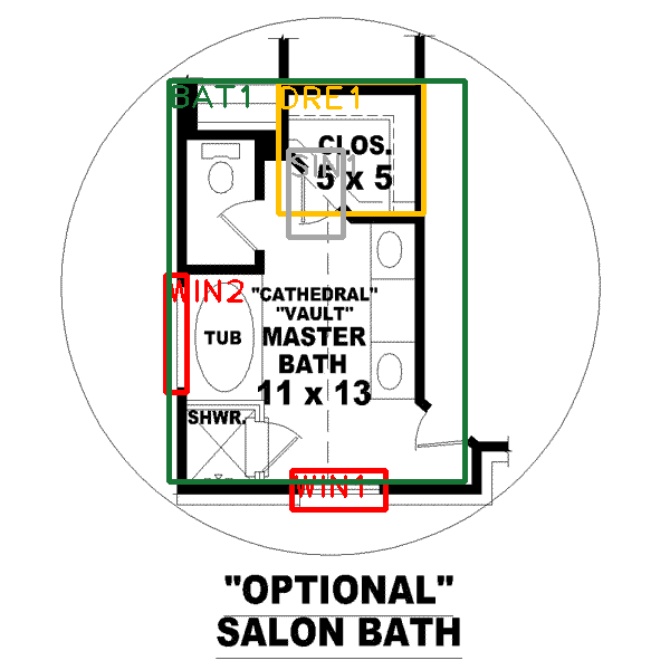 BAT1
DRE1
CLOS.
SIN1
5 x 5
WIN2
"CATHEDRAL"
"VAULT"
TUB
MASTER
BATH
11 x 13
SHWR.
WIN1
"OPTIONAL"
SALON BATH